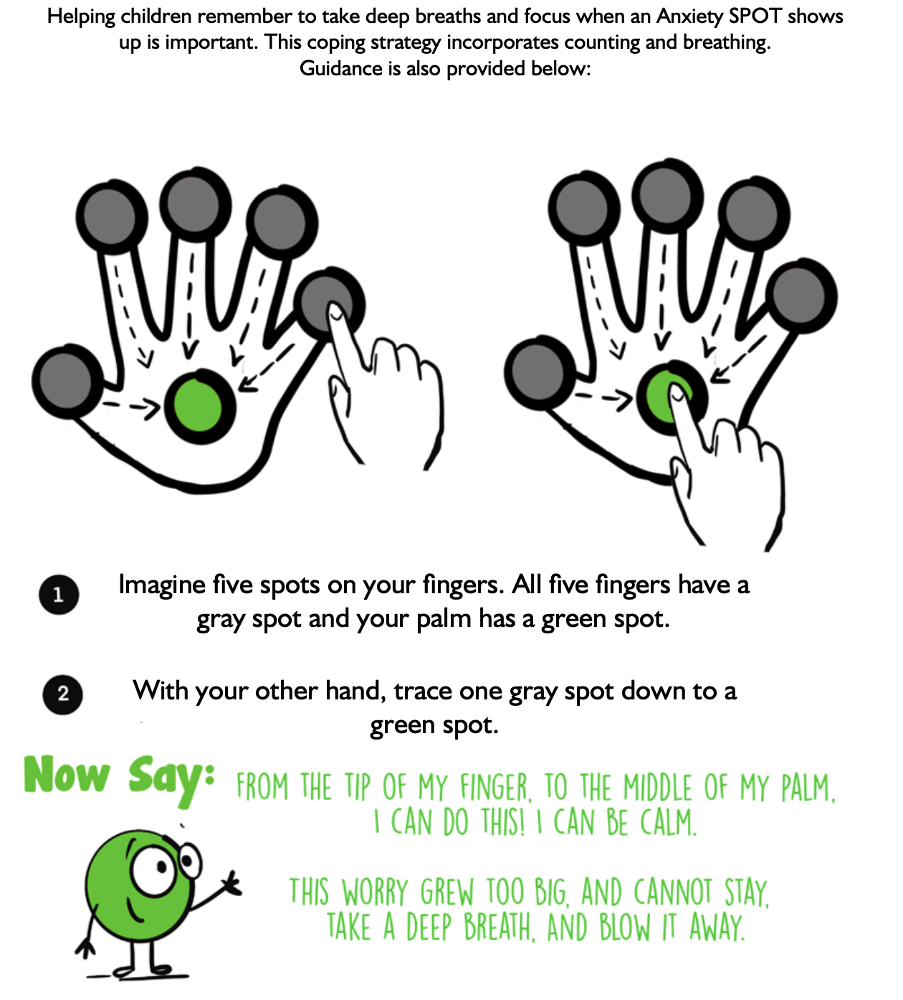 Helping children remember to take deep breaths and focus when an Anxiety SPOT shows
up is important. This coping strategy incorporates counting and breathing.
Guidance is also provided below:
1
Imagine five spots on your fingers. All five fingers have a
gray spot and your palm has a green spot.
2
With your other hand, trace one gray spot down to a
green spot.
Now Say:
FROM THE TIP OF MY FINGER, TO THE MIDDLE OF MY PALM,
I CAN DO THIS! I CAN BE CALM.
THIS WORRY GREW TOO BIG, AND CANNOT STAY,
TAKE A DEEP BREATH, AND BLOW IT AWAY.